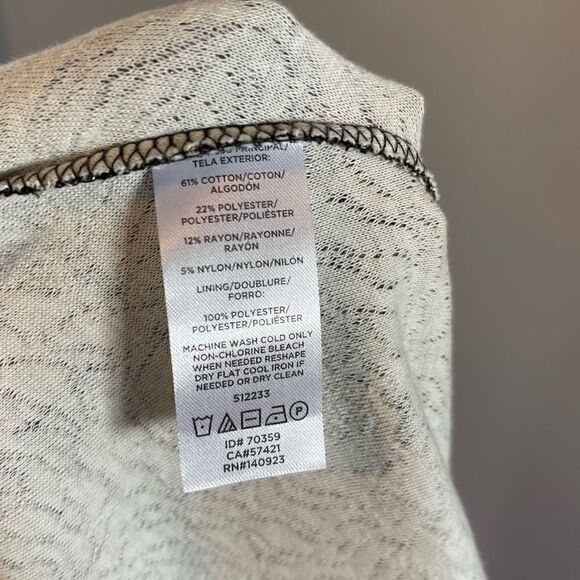 PRINCIPAL/
TELA EXTERIOR:
61% COTTON/COTON/
ALGODÓN
22% POLYESTER/
POLYESTER/POLIÉSTER
12% RAYON/RAYONNE/
RAYÓN
5% NYLON/NYLON/NILON
LINING/DOUBLURE/
FORRO:
100% POLYESTER/
POLYESTER/POLIÉSTER
MACHINE WASH COLD ONLY
NON-CHLORINE BLEACH
WHEN NEEDED RESHAPE
DRY FLAT COOL IRON IF
NEEDED OR DRY CLEAN
512233
P
ID# 70359
CA#57421
RN#140923